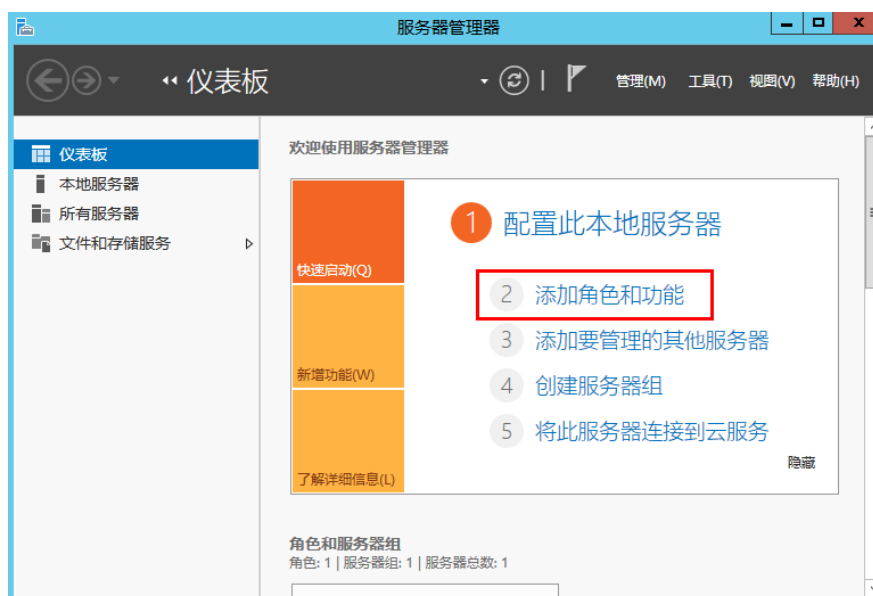 服务器管理器
仪表板
管理(M) 工具(T) 视图(V) 帮助(H)
仪表板
本地服务器
所有服务器
文件和存储服务
欢迎使用服务器管理器
快速启动(Q)
新增功能(W)
了解详细信息(L)
1 配置此本地服务器
2 添加角色和功能
3 添加要管理的其他服务器
4 创建服务器组
5 将此服务器连接到云服务
隐藏
角色和服务器组
角色: 1 | 服务器组: 1 | 服务器总数: 1